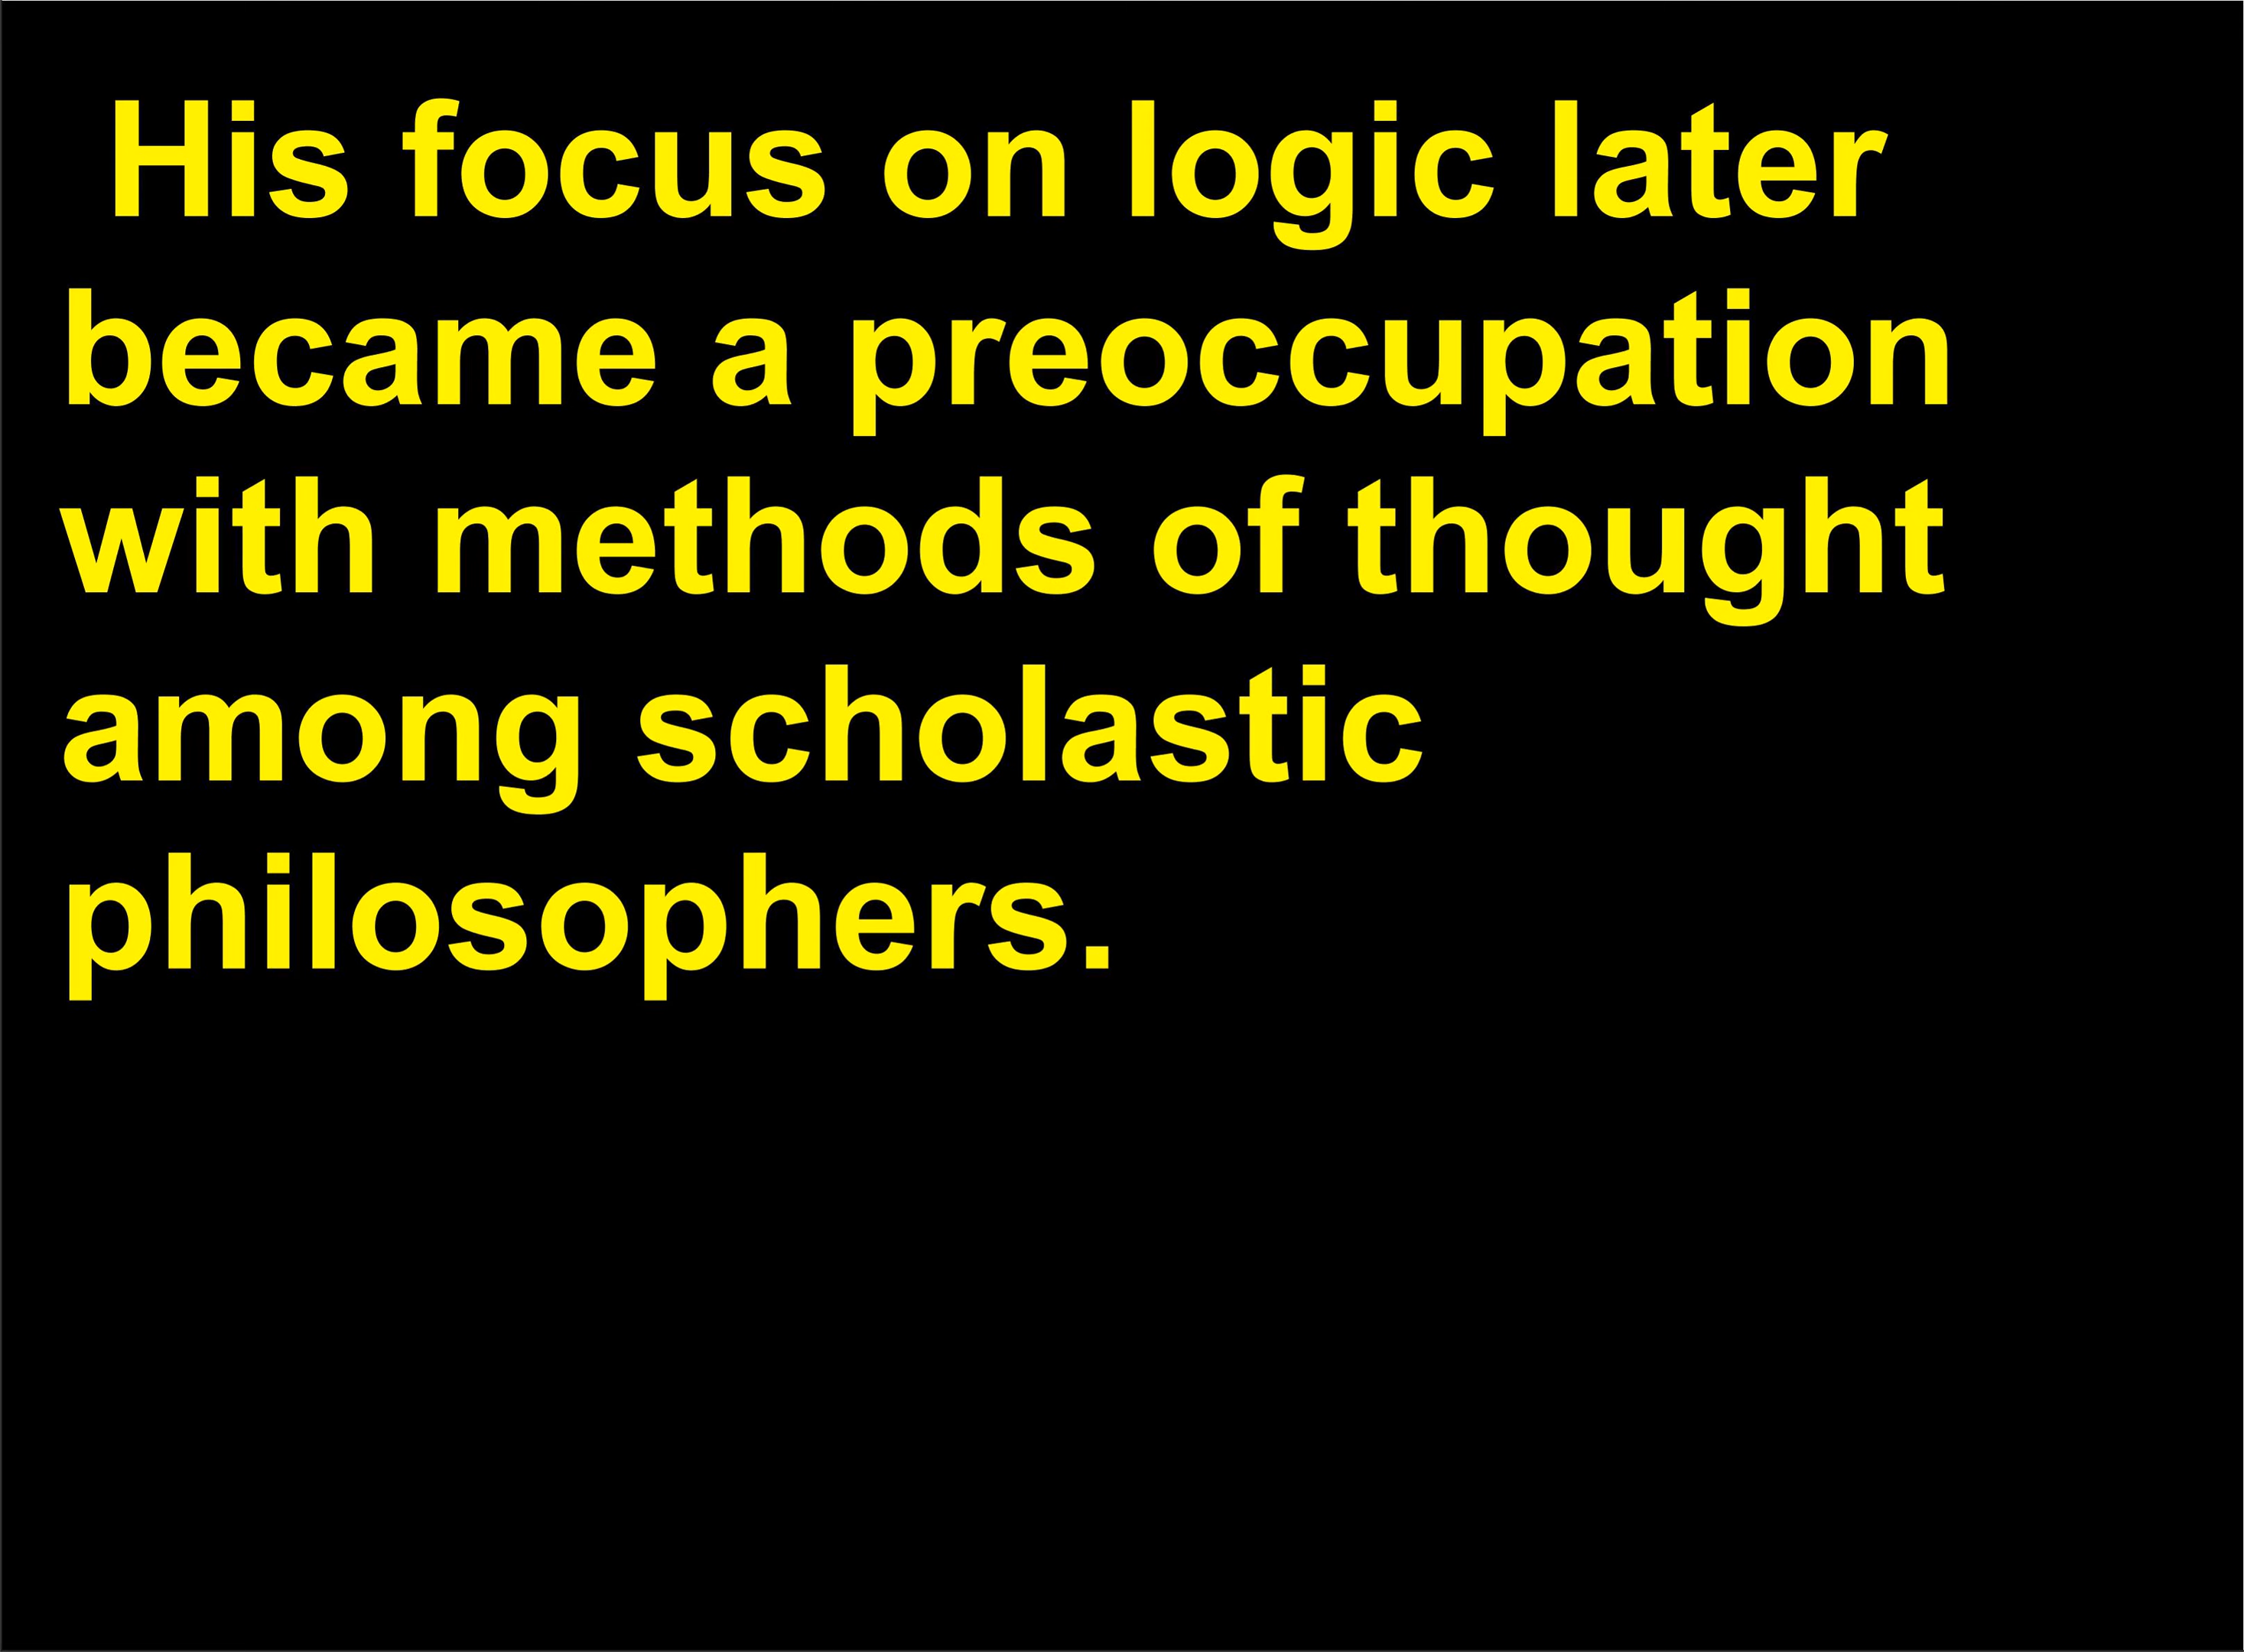 His focus on logic later
became a preoccupation
with methods of thought
among scholastic
philosophers.